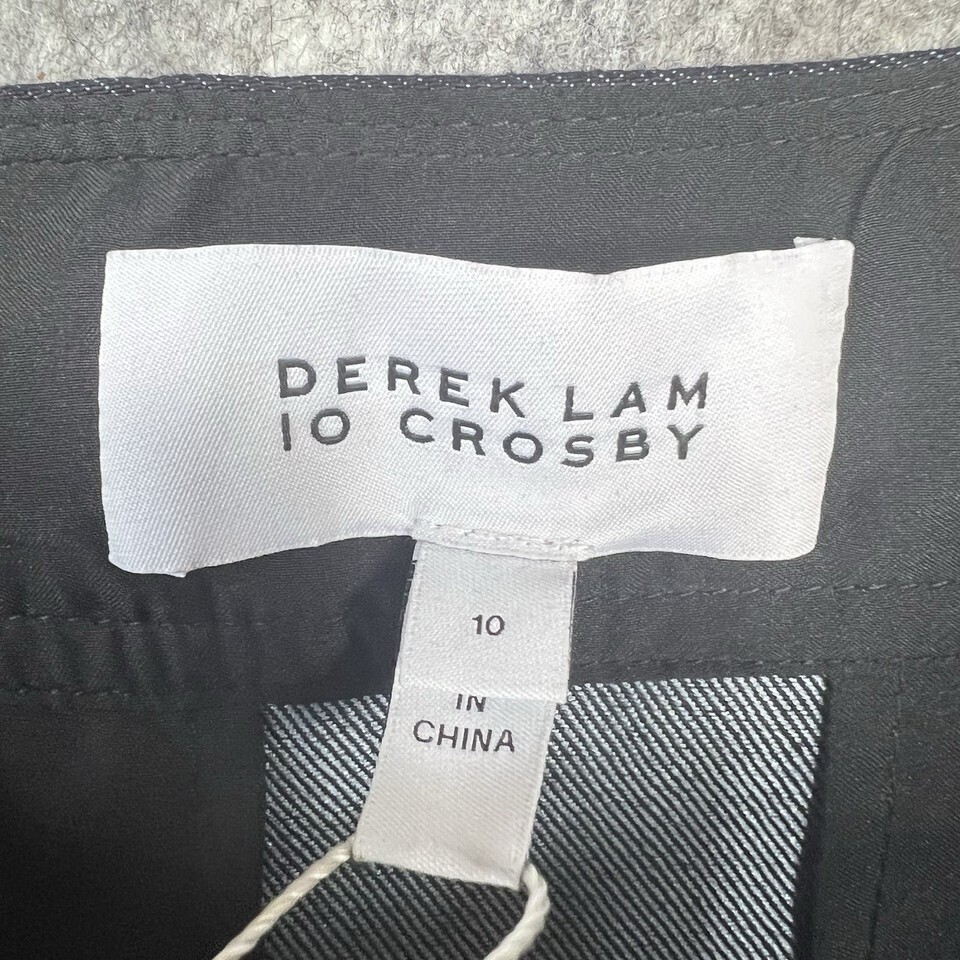 DEREK LAM
10 CROSBY
10
IN
CHINA